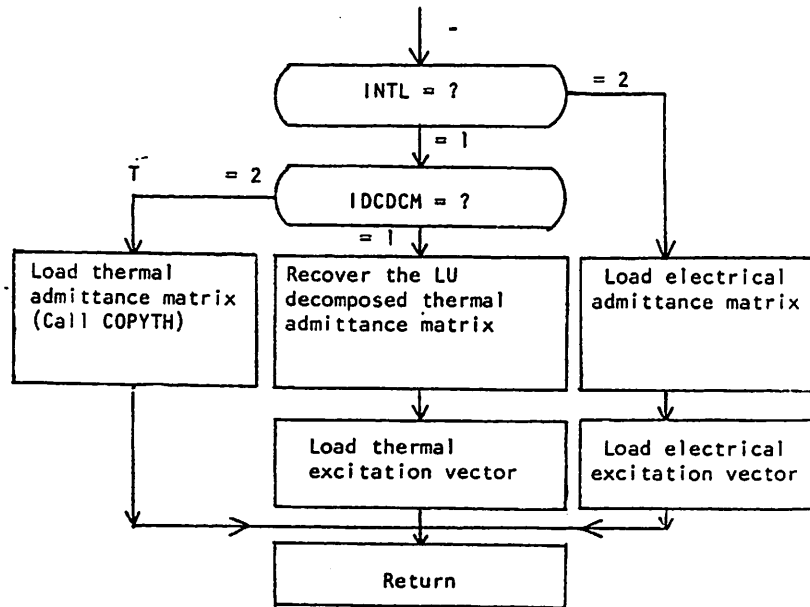 INTL = ?
= 2
= 1
T
= 2
IDCDCM = ?
= 1
Load thermal
admittance matrix
(Call COPYTH)
Recover the LU
decomposed thermal
admittance matrix
Load electrical
admittance matrix
Load thermal
excitation vector
Load electrical
excitation vector
Return